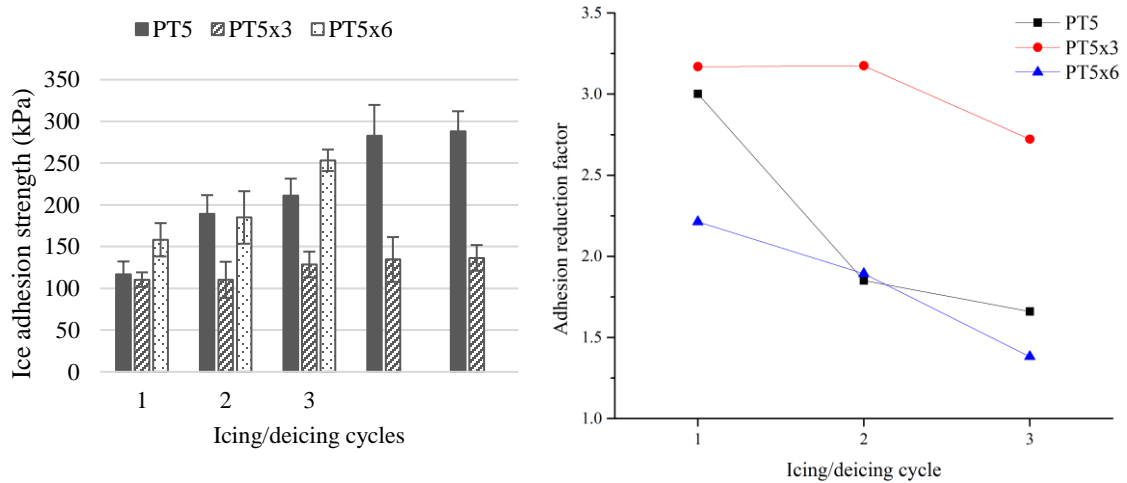 PT5 PT5x3 PT5x6
Ice adhesion strength (kPa)
350
300
250
200
150
100
50
0
1 2 3
Icing/deicing cycles
PT5
PT5x3
PT5x6
Adhesion reduction factor
3.5
3.0
2.5
2.0
1.5
1.0
1 2 3
Icing/deicing cycle